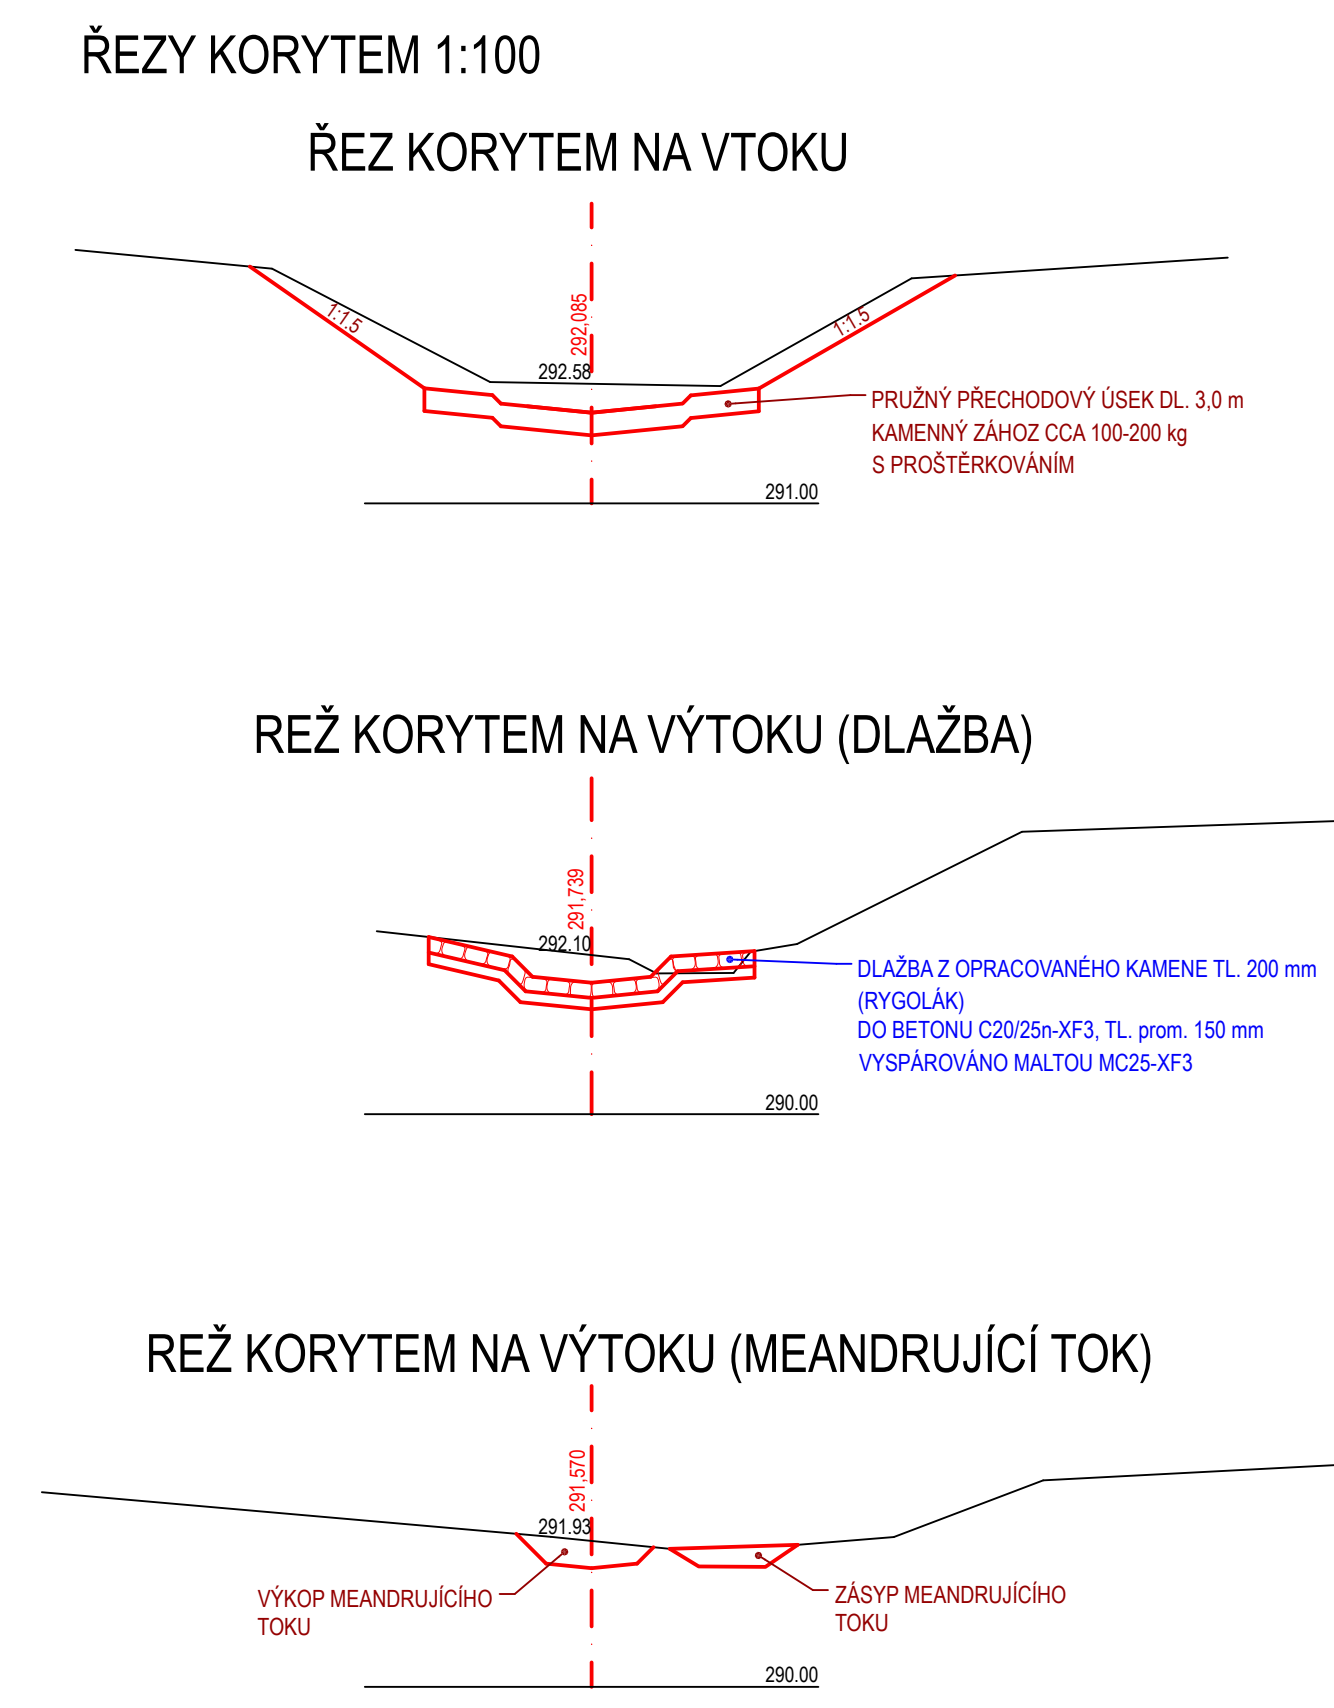 ŘEZY KORYTEM 1:100
ŘEZ KORYTEM NA VTOKU
292,085
1:1.5
1:1.5
292.58
PRUŽNÝ PŘECHODOVÝ ÚSEK DL. 3,0 m
KAMENNÝ ZÁHOZ CCA 100-200 kg
S PROŠTĚRKOVÁNÍM
291.00
REŽ KORYTEM NA VÝTOKU (DLAŽBA)
291,739
292.10
DLAŽBA Z OPRACOVANÉHO KAMENE TL. 200 mm
(RYGOLÁK)
DO BETONU C20/25n-XF3, TL. prom. 150 mm
VYSPÁROVÁNO MALTOU MC25-XF3
290.00
REŽ KORYTEM NA VÝTOKU (MEANDRUJÍCÍ TOK)
291,570
291.93
VÝKOP MEANDRUJÍCÍHO
TOKU
ZÁSYP MEANDRUJÍCÍHO
TOKU
290.00